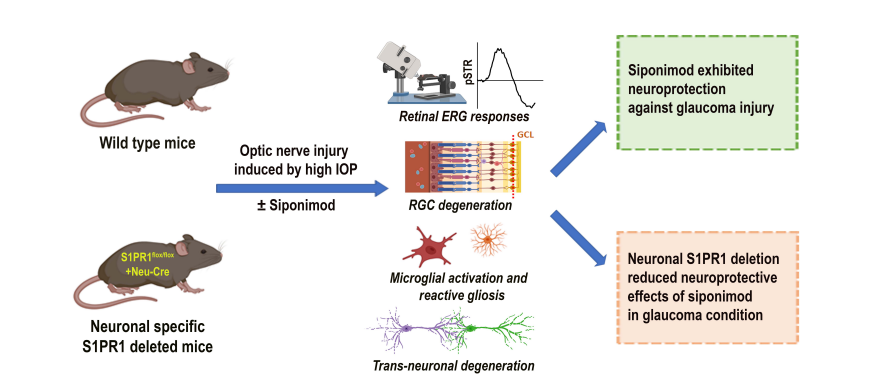 Wild type mice
S1PR1flox/flox
+Neu-Cre
Neuronal specific
S1PR1 deleted mice
Optic nerve injury
induced by high IOP
± Siponimod
pSTR
Retinal ERG responses
GCL
RGC degeneration
Microglial activation and
reactive gliosis
Trans-neuronal degeneration
Siponimod exhibited
neuroprotection
against glaucoma injury
Neuronal S1PR1 deletion
reduced neuroprotective
effects of siponimod
in glaucoma condition